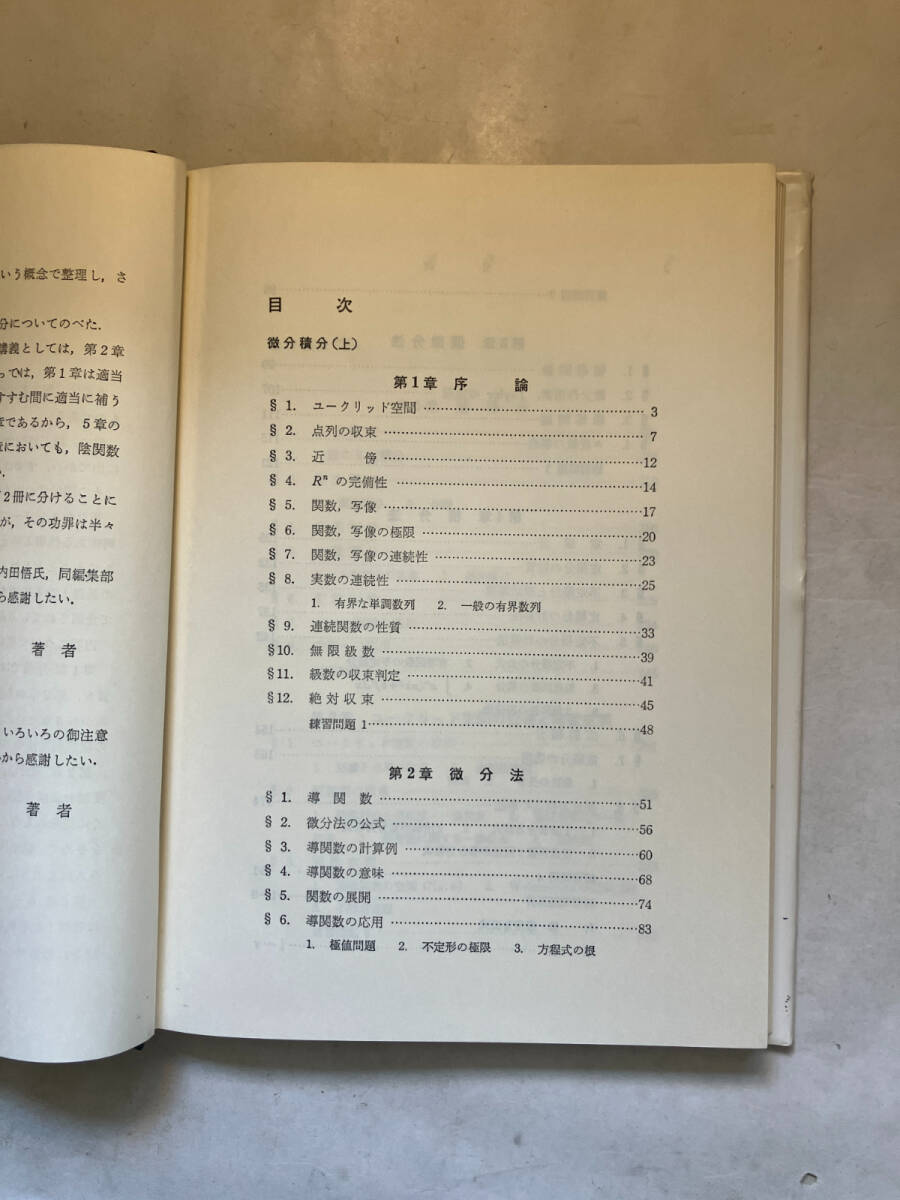 いう概念で整理し，さ
分についてのべた．
講義としては，第2章
っては，第1章は適当
すすむ間に適当に補う
章であるから，5章の
章においても，陰関数
2冊に分けることに
が，その功罪は半々
内田悟氏，同編集部
ら感謝したい．
著者
いろいろの御注意
から感謝したい．
著者
目次
微分積分（上）
第1章 序論
§ 1. ユークリッド空間……3
§ 2. 点列の収束……7
§ 3. 近傍……12
§ 4. Rⁿ の完備性……14
§ 5. 関数，写像……17
§ 6. 関数，写像の極限……20
§ 7. 関数，写像の連続性……23
§ 8. 実数の連続性……25
1. 有界な単調数列 2. 一般の有界数列
§ 9. 連続関数の性質……33
§10. 無限級数……39
§11. 級数の収束判定……41
§12. 絶対収束……45
練習問題 1……48
第2章 微分法
§ 1. 導関数……51
§ 2. 微分法の公式……56
§ 3. 導関数の計算例……60
§ 4. 導関数の意味……68
§ 5. 関数の展開……74
§ 6. 導関数の応用……83
1. 極値問題 2. 不定形の極限 3. 方程式の根